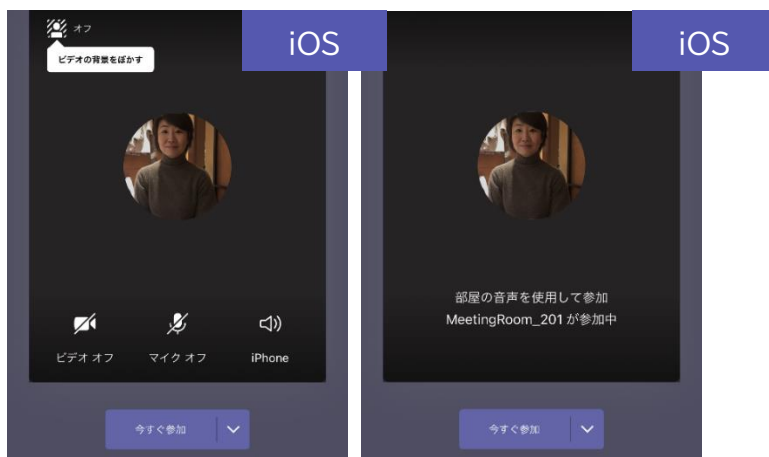 オフ
ビデオの背景をぼかす
iOS
ビデオ オフ
マイク オフ
iPhone
今すぐ参加
iOS
部屋の音声を使用して参加
MeetingRoom_201 が参加中
今すぐ参加